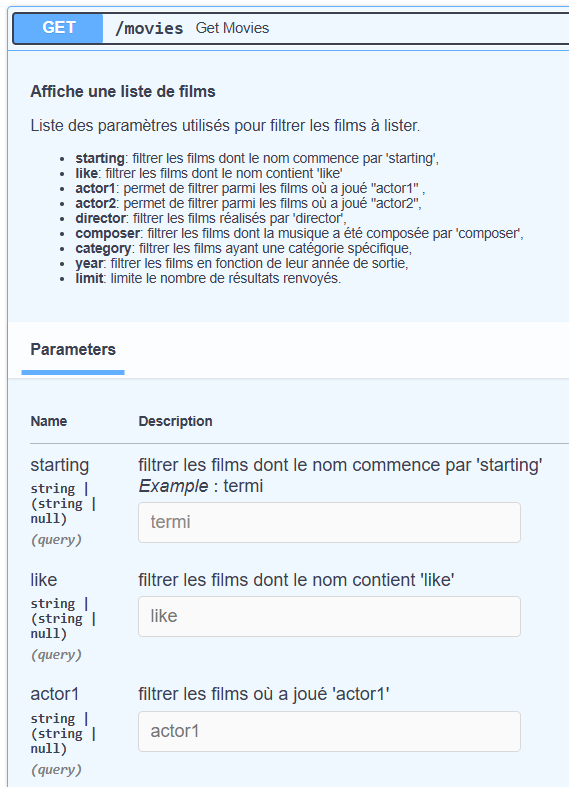 GET /movies Get Movies
Affiche une liste de films
Liste des paramètres utilisés pour filtrer les films à lister.
• starting: filtrer les films dont le nom commence par 'starting',
• like: filtrer les films dont le nom contient 'like'
• actor1: permet de filtrer parmi les films où a joué "actor1" ,
• actor2: permet de filtrer parmi les films où a joué "actor2",
• director: filtrer les films réalisés par 'director',
• composer: filtrer les films dont la musique a été composée par 'composer',
• category: filtrer les films ayant une catégorie spécifique,
• year: filtrer les films en fonction de leur année de sortie,
• limit: limite le nombre de résultats renvoyés.
Parameters
Name Description
starting filtrer les films dont le nom commence par 'starting'
string | Example : termi
(string |
null) termi
(query)
like filtrer les films dont le nom contient 'like'
string |
(string | like
null)
(query)
actor1 filtrer les films où a joué 'actor1'
string |
(string | actor1
null)
(query)